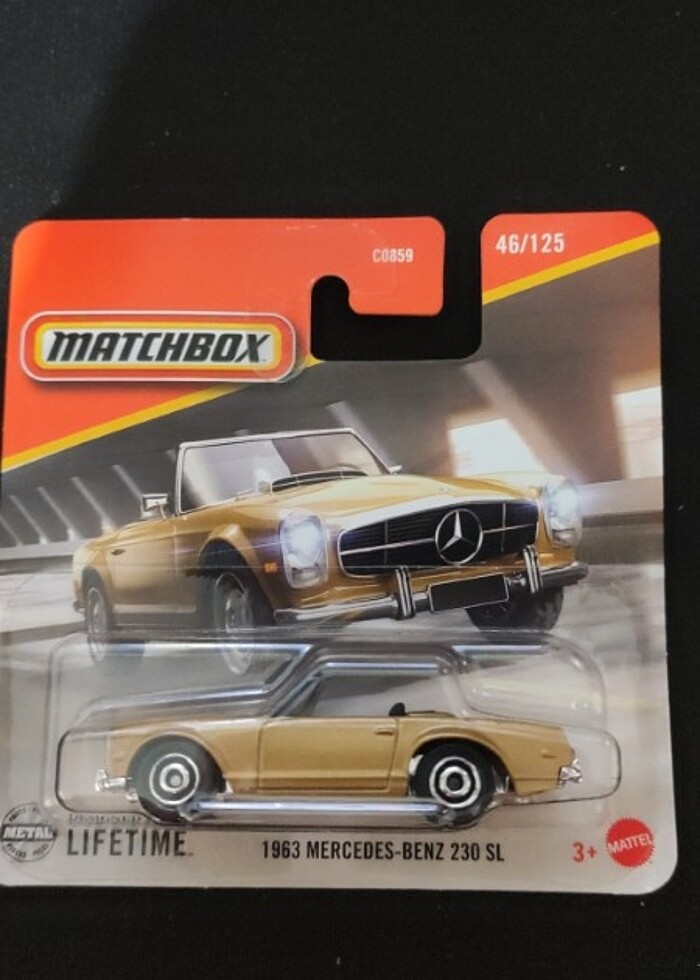 C0859
46/125
MATCHBOX
METAL
LIFETIME
1963 MERCEDES-BENZ 230 SL
3+
MATTEL